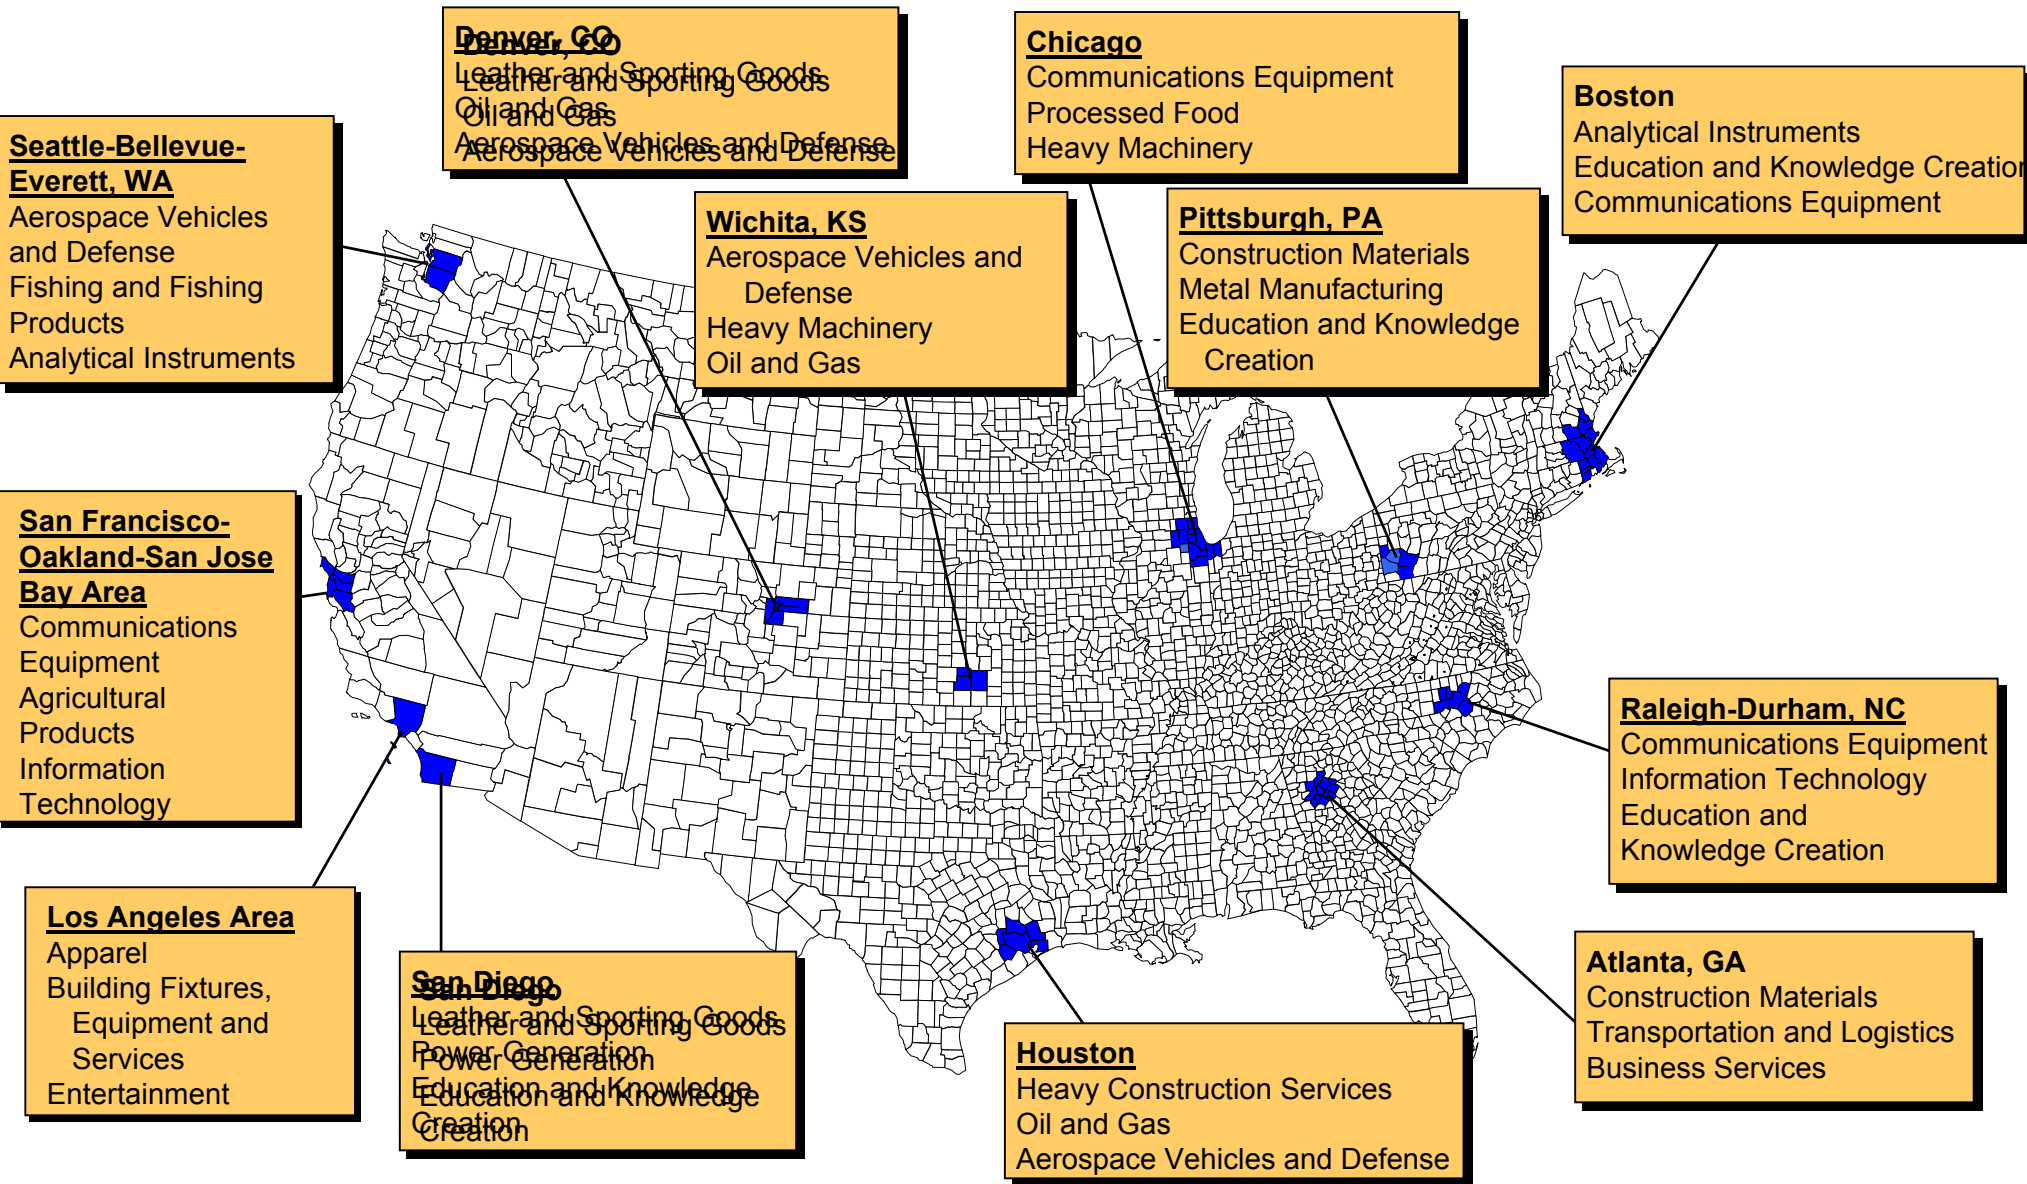 Denver, CO
Leather and Sporting Goods
Oil and Gas
Aerospace Vehicles and Defense
Chicago
Communications Equipment
Processed Food
Heavy Machinery
Boston
Analytical Instruments
Education and Knowledge Creation
Communications Equipment
Seattle-Bellevue-
Everett, WA
Aerospace Vehicles
and Defense
Fishing and Fishing
Products
Analytical Instruments
Wichita, KS
Aerospace Vehicles and
Defense
Heavy Machinery
Oil and Gas
Pittsburgh, PA
Construction Materials
Metal Manufacturing
Education and Knowledge
Creation
San Francisco-
Oakland-San Jose
Bay Area
Communications
Equipment
Agricultural
Products
Information
Technology
Raleigh-Durham, NC
Communications Equipment
Information Technology
Education and
Knowledge Creation
Los Angeles Area
Apparel
Building Fixtures,
Equipment and
Services
Entertainment
San Diego
Leather and Sporting Goods
Power Generation
Education and Knowledge
Creation
Houston
Heavy Construction Services
Oil and Gas
Aerospace Vehicles and Defense
Atlanta, GA
Construction Materials
Transportation and Logistics
Business Services